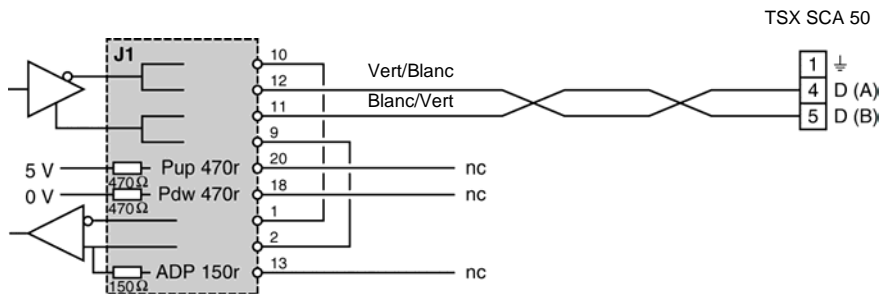 TSX SCA 50
J1
10
12 Vert/Blanc
11 Blanc/Vert
9
1 ⏚
4 D (A)
5 D (B)
5 V 470Ω Pup 470r 20 nc
0 V 470Ω Pdw 470r 18 nc
1
2
150Ω ADP 150r 13 nc